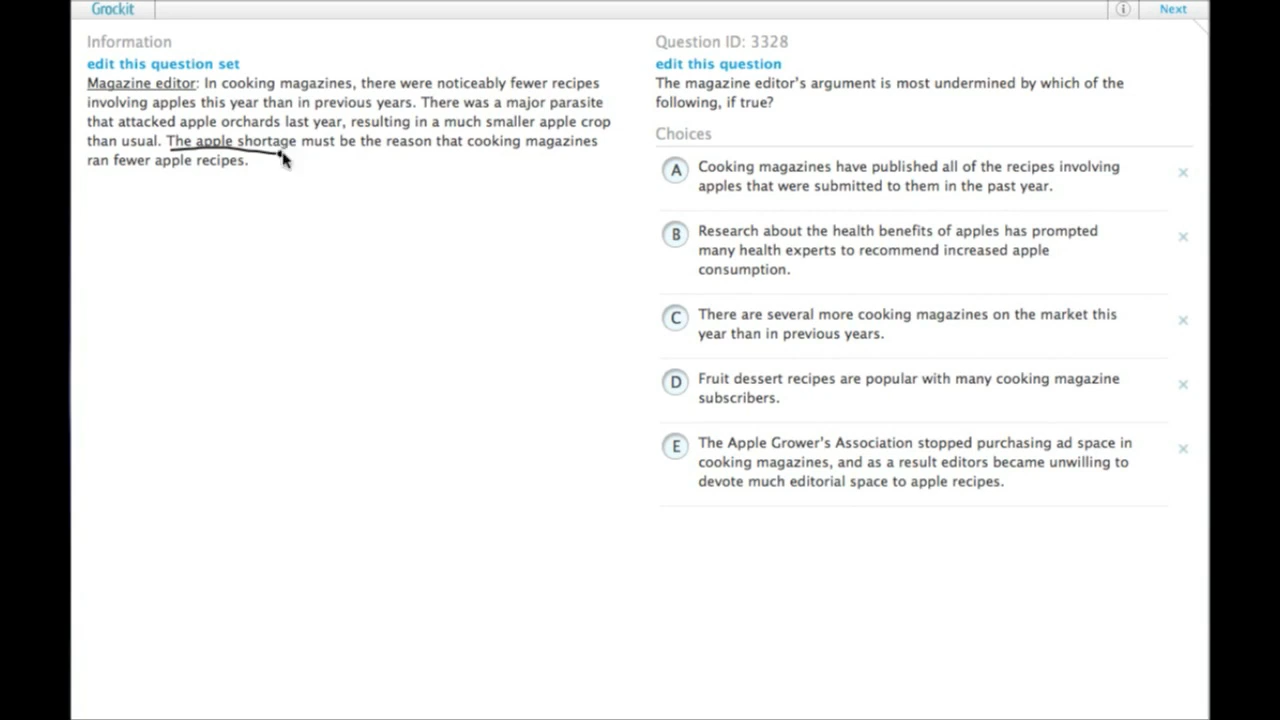 Grockit
Next
Information
edit this question set
Magazine editor: In cooking magazines, there were noticeably fewer recipes
involving apples this year than in previous years. There was a major parasite
that attacked apple orchards last year, resulting in a much smaller apple crop
than usual. The apple shortage must be the reason that cooking magazines
ran fewer apple recipes.
Question ID: 3328
edit this question
The magazine editor's argument is most undermined by which of the
following, if true?
Choices
A Cooking magazines have published all of the recipes involving
apples that were submitted to them in the past year.
B Research about the health benefits of apples has prompted
many health experts to recommend increased apple
consumption.
C There are several more cooking magazines on the market this
year than in previous years.
D Fruit dessert recipes are popular with many cooking magazine
subscribers.
E The Apple Grower's Association stopped purchasing ad space in
cooking magazines, and as a result editors became unwilling to
devote much editorial space to apple recipes.